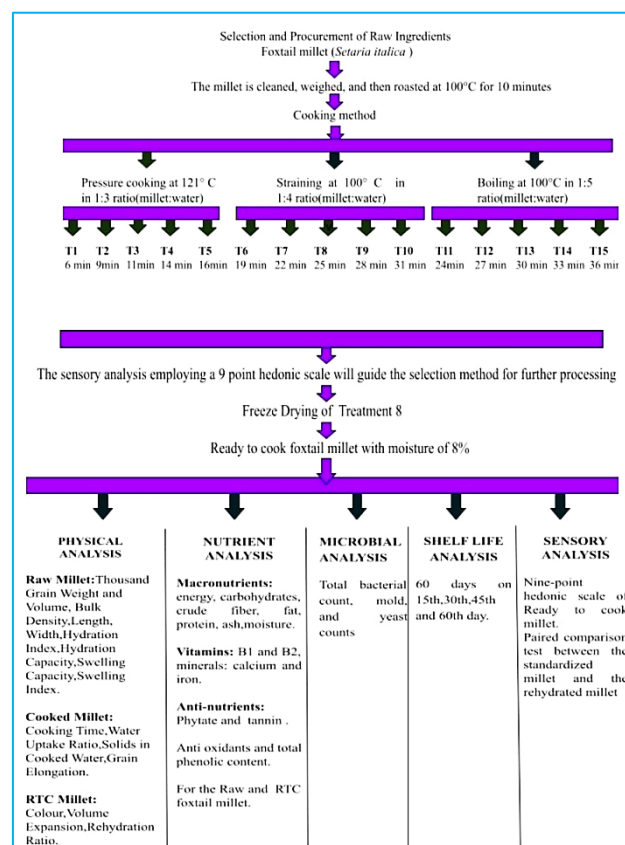 Selection and Procurement of Raw Ingredients
Foxtail millet (Setaria italica )
The millet is cleaned, weighed, and then roasted at 100°C for 10 minutes
Cooking method
Pressure cooking at 121° C
in 1:3 ratio(millet:water)
Straining at 100° C in
1:4 ratio(millet:water)
Boiling at 100°C in 1:5
ratio(millet:water)
T1 T2 T3 T4 T5 T6 T7 T8 T9 T10 T11 T12 T13 T14 T15
6 min 9min 11min 14 min 16min 19 min 22 min 25 min 28 min 31 min 24min 27 min 30 min 33 min 36 min
The sensory analysis employing a 9 point hedonic scale will guide the selection method for further processing
Freeze Drying of Treatment 8
Ready to cook foxtail millet with moisture of 8%
PHYSICAL
ANALYSIS
Raw Millet:Thousand
Grain Weight and
Volume, Bulk
Density,Length,
Width,Hydration
Index,Hydration
Capacity,Swelling
Capacity,Swelling
Index.
Cooked Millet:
Cooking Time,Water
Uptake Ratio,Solids in
Cooked Water,Grain
Elongation.
RTC Millet:
Colour,Volume
Expansion,Rehydration
Ratio.
NUTRIENT
ANALYSIS
Macronutrients:
energy, carbohydrates,
crude fiber, fat,
protein, ash,moisture.
Vitamins: B1 and B2,
minerals: calcium and
iron.
Anti-nutrients:
Phytate and tannin .
Anti oxidants and total
phenolic content.
For the Raw and RTC
foxtail millet.
MICROBIAL
ANALYSIS
Total bacterial
count, mold,
and yeast
counts
SHELF LIFE
ANALYSIS
60 days on
15th,30th,45th
and 60th day.
SENSORY
ANALYSIS
Nine-point
hedonic scale of
Ready to cook
millet.
Paired comparison
test between the
standardized
millet and the
rehydrated millet